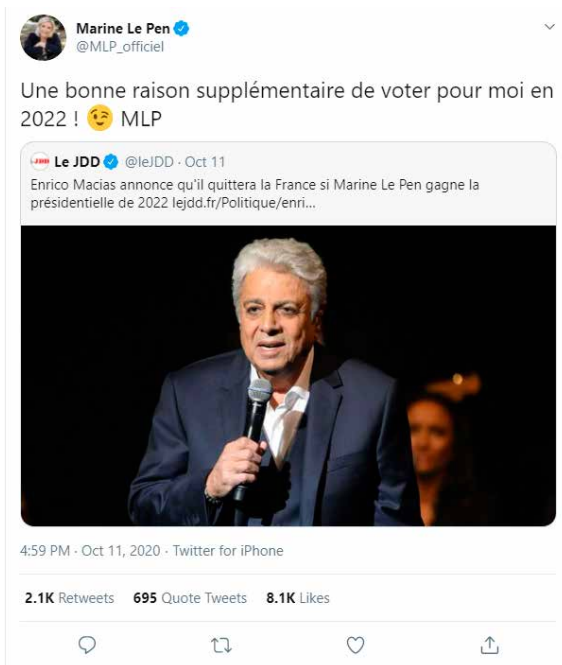 Marine Le Pen
@MLP_officiel
Une bonne raison supplémentaire de voter pour moi en
2022 ! 😉 MLP
Le JDD @leJDD · Oct 11
Enrico Macias annonce qu'il quittera la France si Marine Le Pen gagne la
présidentielle de 2022 lejdd.fr/Politique/enri...
4:59 PM · Oct 11, 2020 · Twitter for iPhone
2.1K Retweets 695 Quote Tweets 8.1K Likes